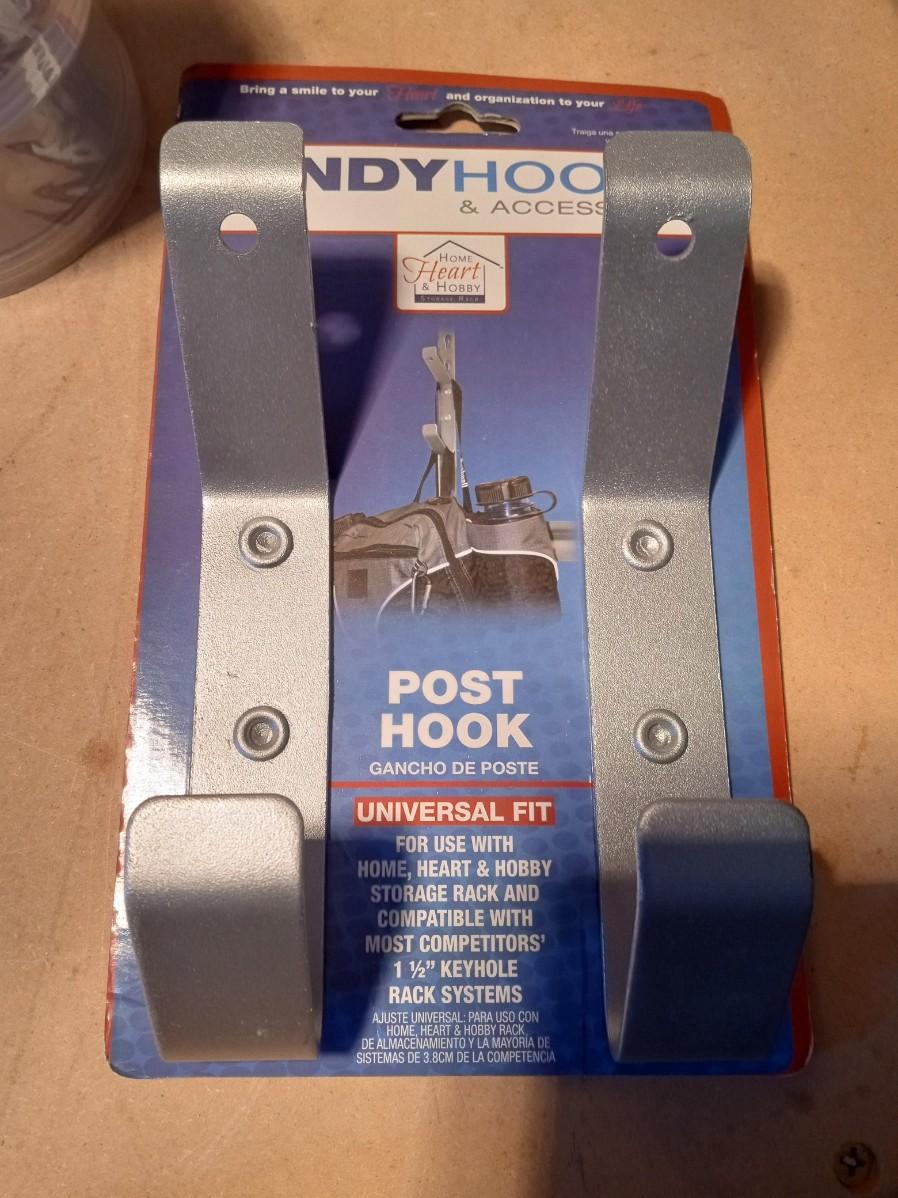 Bring a smile to your Heart and organization to your Life
Traiga una
NDYHOO
& ACCESS
HOME
Heart
& HOBBY
STORAGE RACK
POST
HOOK
GANCHO DE POSTE
UNIVERSAL FIT
FOR USE WITH
HOME, HEART & HOBBY
STORAGE RACK AND
COMPATIBLE WITH
MOST COMPETITORS’
1 ½” KEYHOLE
RACK SYSTEMS
AJUSTE UNIVERSAL: PARA USO CON
HOME, HEART & HOBBY RACK
DE ALMACENAMIENTO Y LA MAYORIA DE
SISTEMAS DE 3.8CM DE LA COMPETENCIA